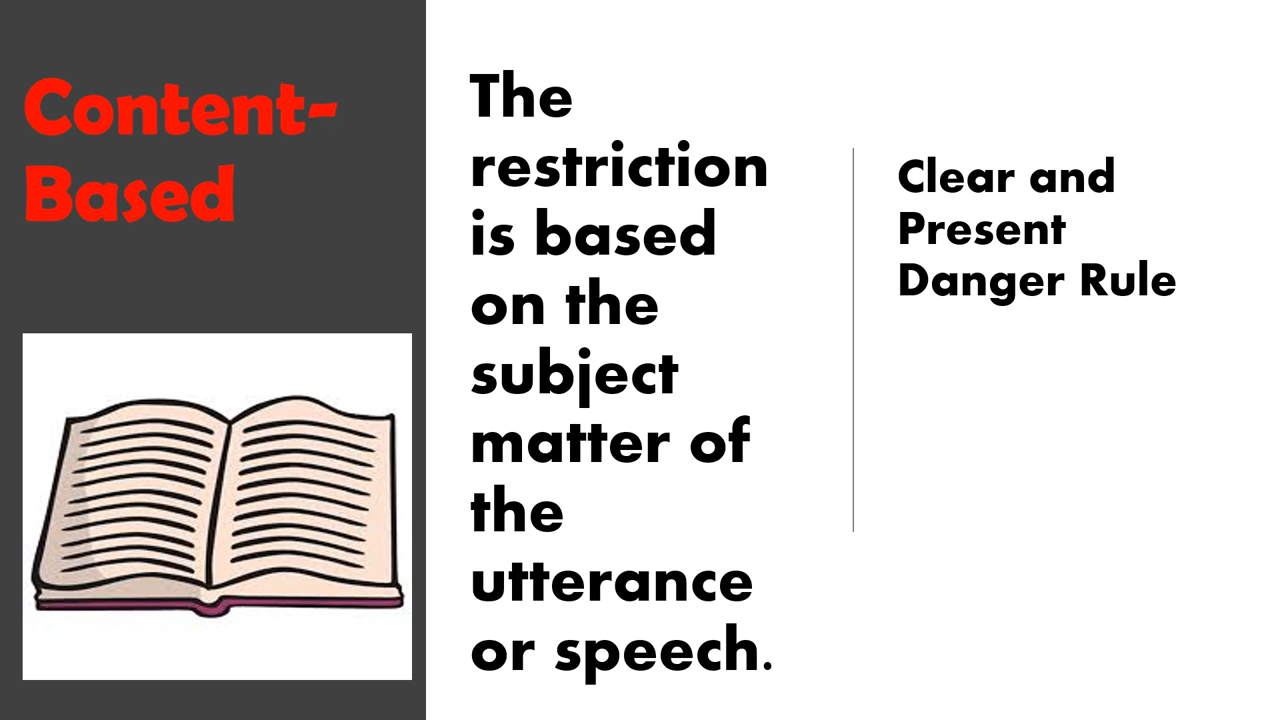 Content-
Based
The
restriction
is based
on the
subject
matter of
the
utterance
or speech.
Clear and
Present
Danger Rule